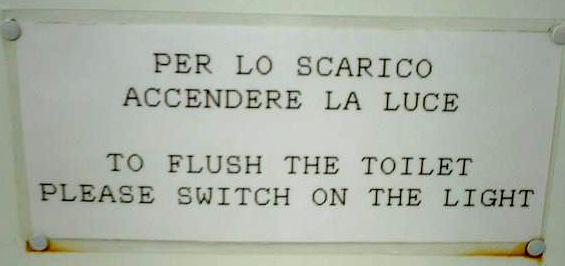 PER LO SCARICO
ACCENDERE LA LUCE
TO FLUSH THE TOILET
PLEASE SWITCH ON THE LIGHT